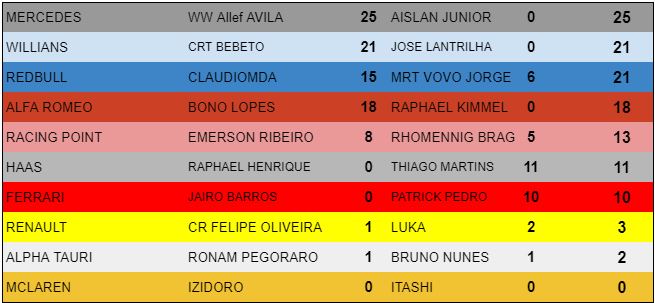 MERCEDES WW Allef AVILA 25 AISLAN JUNIOR 0 25
WILLIANS CRT BEBETO 21 JOSE LANTRILHA 0 21
REDBULL CLAUDIOMDA 15 MRT VOVO JORGE 6 21
ALFA ROMEO BONO LOPES 18 RAPHAEL KIMMEL 0 18
RACING POINT EMERSON RIBEIRO 8 RHOMENNIG BRAG 5 13
HAAS RAPHAEL HENRIQUE 0 THIAGO MARTINS 11 11
FERRARI JAIRO BARROS 0 PATRICK PEDRO 10 10
RENAULT CR FELIPE OLIVEIRA 1 LUKA 2 3
ALPHA TAURI RONAM PEGORARO 1 BRUNO NUNES 1 2
MCLAREN IZIDORO 0 ITASHI 0 0